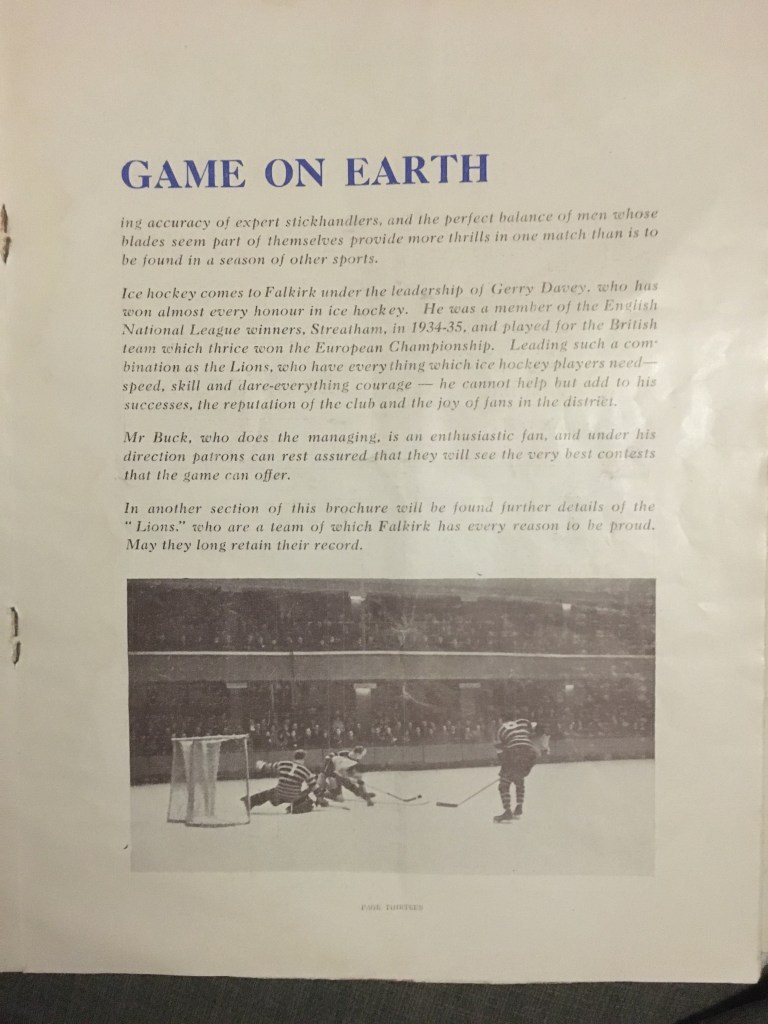 GAME ON EARTH
ing accuracy of expert stickhandlers, and the perfect balance of men whose
blades seem part of themselves provide more thrills in one match than is to
be found in a season of other sports.
Ice hockey comes to Falkirk under the leadership of Gerry Davey, who has
won almost every honour in ice hockey. He was a member of the English
National League winners, Streatham, in 1934-35, and played for the British
team which thrice won the European Championship. Leading such a com-
bination as the Lions, who have everything which ice hockey players need—
speed, skill and dare-everything courage — he cannot help but add to his
successes, the reputation of the club and the joy of fans in the district.
Mr Buck, who does the managing, is an enthusiastic fan, and under his
direction patrons can rest assured that they will see the very best contests
that the game can offer.
In another section of this brochure will be found further details of the
"Lions." who are a team of which Falkirk has every reason to be proud.
May they long retain their record.
PAGE THIRTEEN